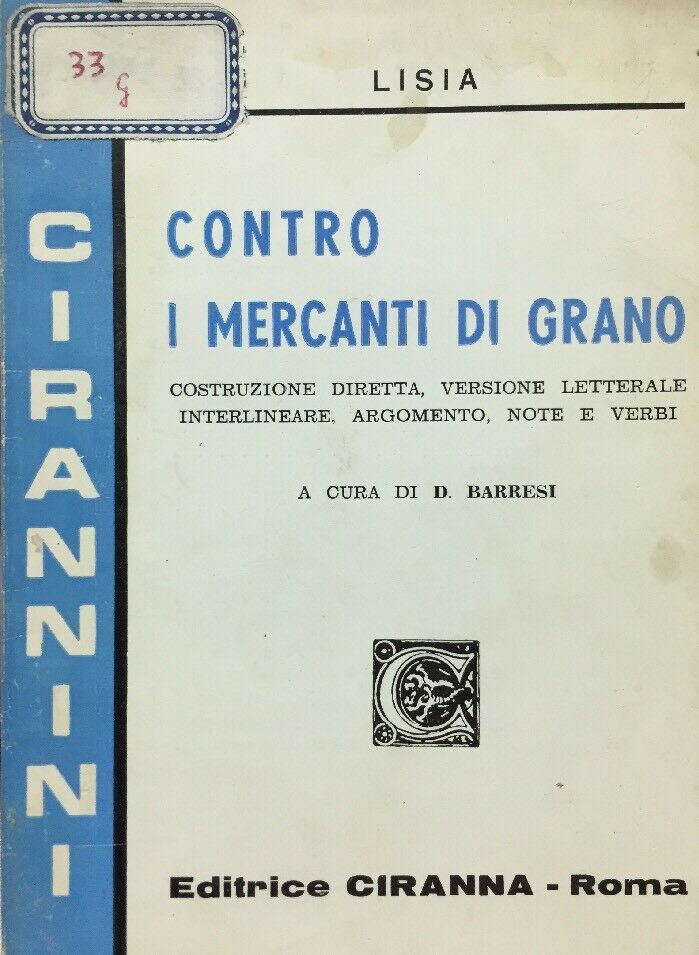 33
g
LISIA
CONTRO
I MERCANTI DI GRANO
COSTRUZIONE DIRETTA, VERSIONE LETTERALE
INTERLINEARE, ARGOMENTO, NOTE E VERBI
A CURA DI D. BARRESI
C
Editrice CIRANNA - Roma
CIRANNINI